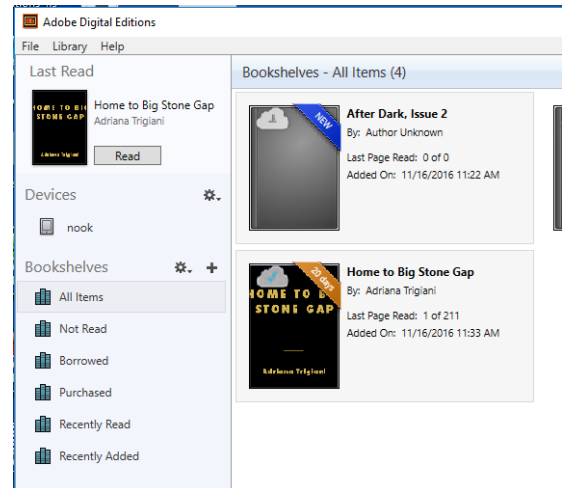 Adobe Digital Editions
File Library Help
Last Read
HOME TO BIG
STONE GAP
Adriana Trigiani
Home to Big Stone Gap
Adriana Trigiani
Read
Devices
nook
Bookshelves
All Items
Not Read
Borrowed
Purchased
Recently Read
Recently Added
Bookshelves - All Items (4)
NEW
After Dark, Issue 2
By: Author Unknown
Last Page Read: 0 of 0
Added On: 11/16/2016 11:22 AM
20 days
HOME TO B
STONE GAP
Adriana Trigiani
Home to Big Stone Gap
By: Adriana Trigiani
Last Page Read: 1 of 211
Added On: 11/16/2016 11:33 AM